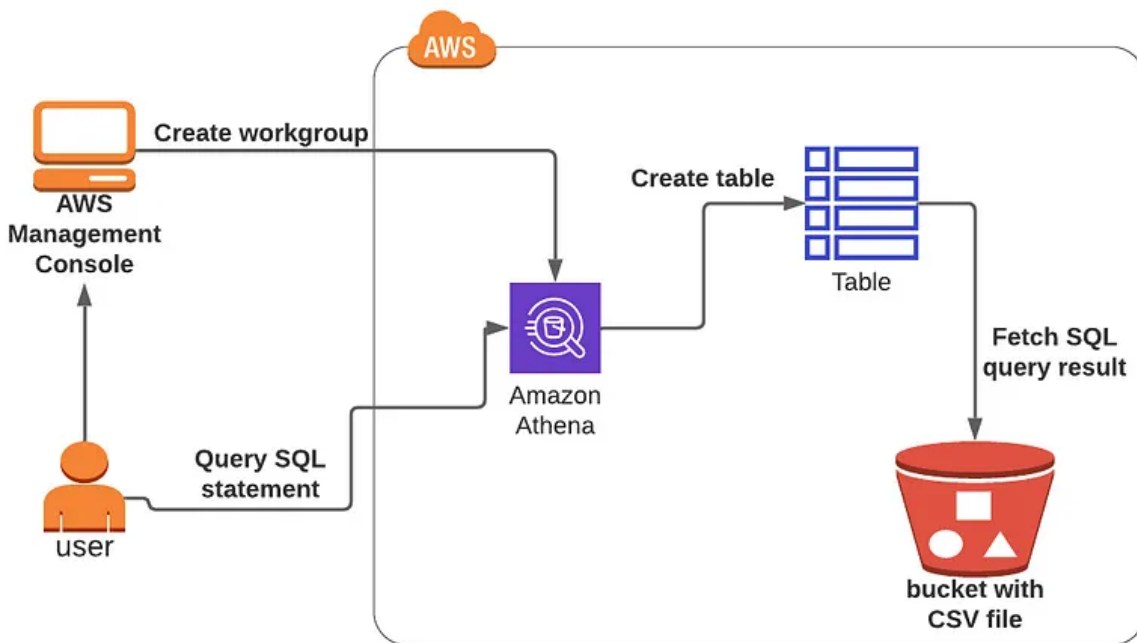 AWS
Create workgroup
AWS
Management
Console
Create table
Table
Fetch SQL
query result
Amazon
Athena
Query SQL
statement
user
bucket with
CSV file